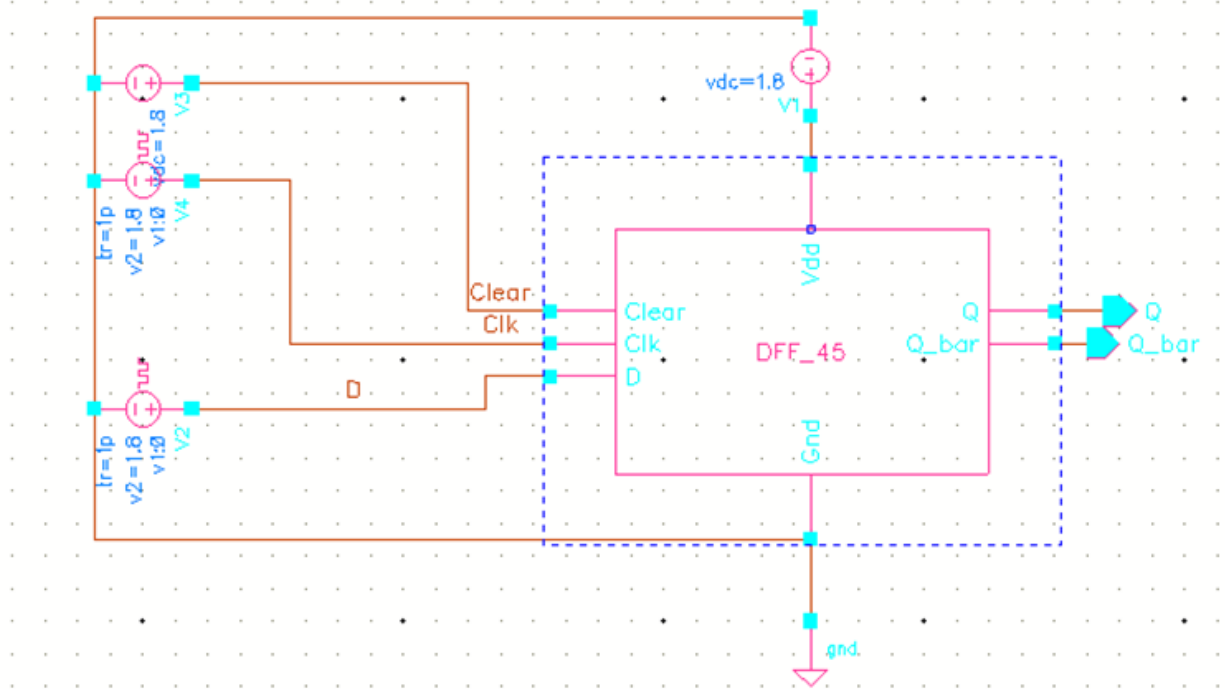 vdc=1.8
V1
V3
vdc=1.8
V4
tr=1p
v2=1.8
v1:0
Clear
Clk
D
V2
tr=1p
v2=1.8
v1:0
Vdd
Clear
Clk
D
DFF_45
Gnd
Q
Q_bar
Q
Q_bar
gnd